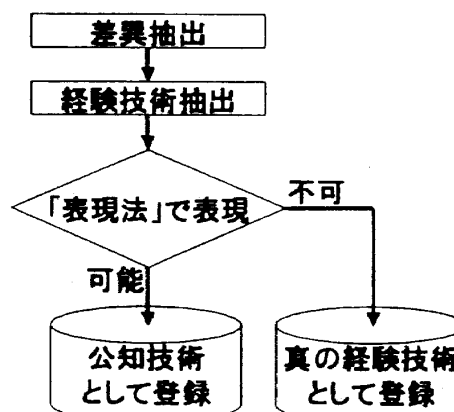 差異抽出
経験技術抽出
「表現法」で表現
不可
可能
公知技術
として登録
真の経験技術
として登録